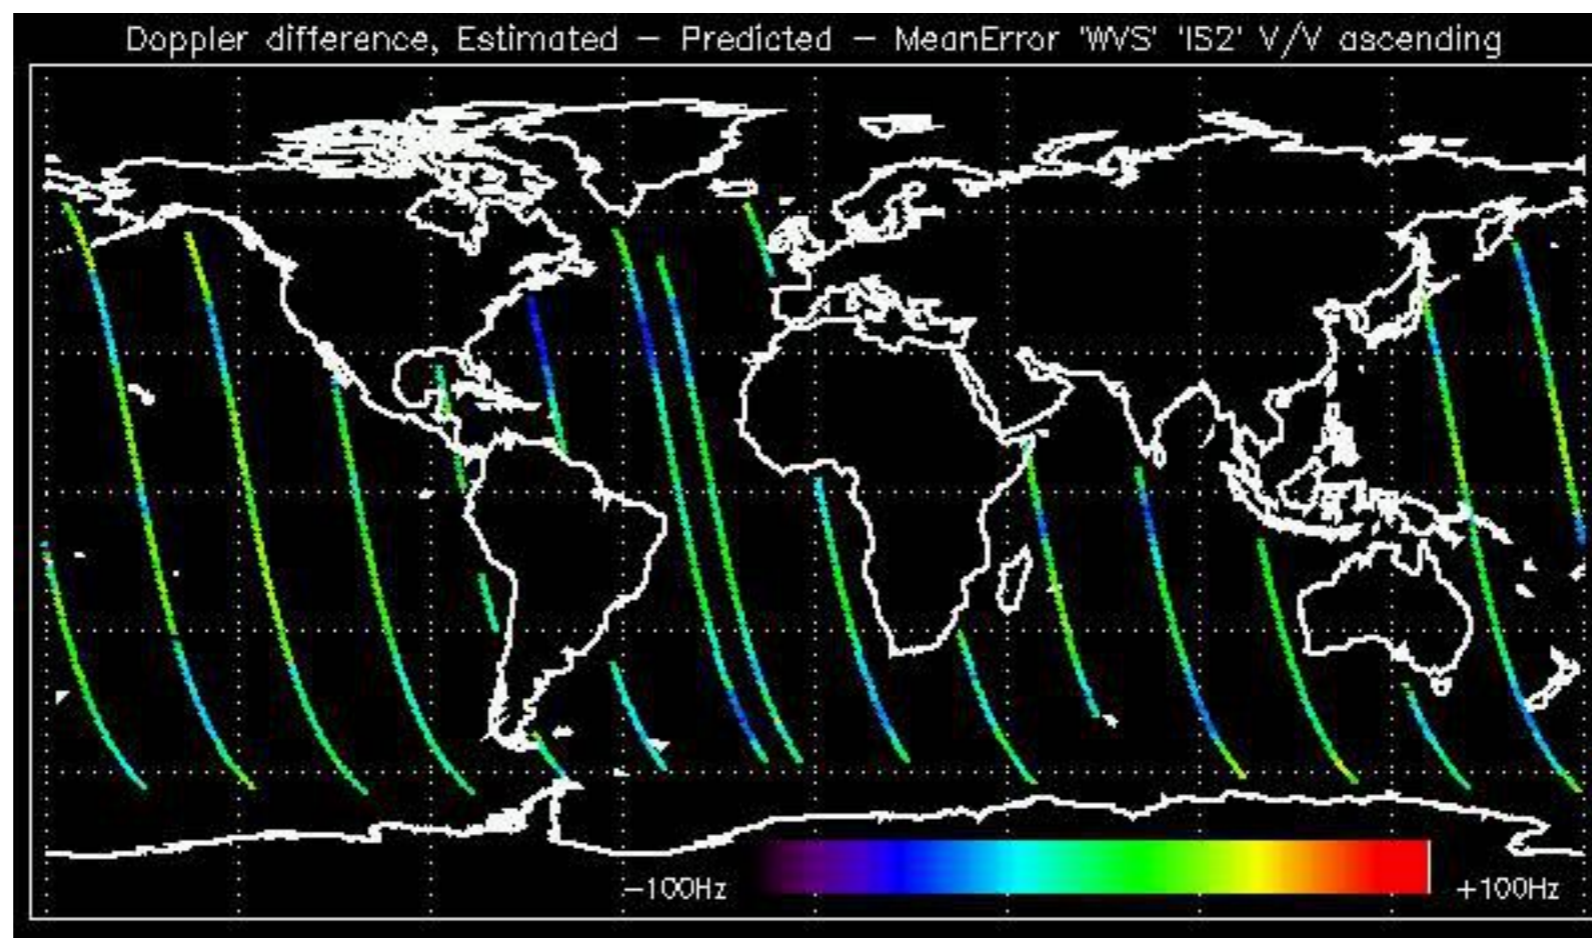 Doppler difference, Estimated – Predicted – MeanError 'WVS' 'IS2' V/V ascending
–100Hz
+100Hz